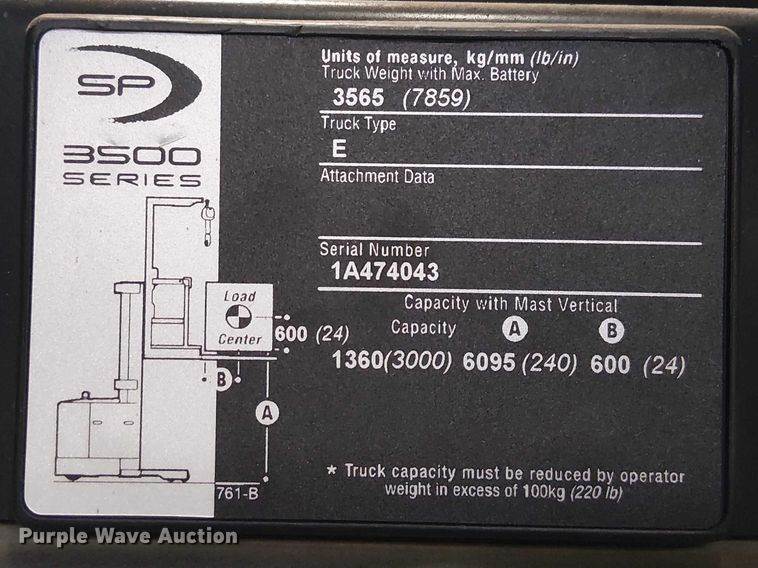 SP
3500
SERIES
Units of measure, kg/mm (lb/in)
Truck Weight with Max. Battery
3565 (7859)
Truck Type
E
Attachment Data
Serial Number
1A474043
Capacity with Mast Vertical
Capacity A B
1360(3000) 6095 (240) 600 (24)
Load
Center
600 (24)
B
A
761-B
* Truck capacity must be reduced by operator
weight in excess of 100kg (220 lb)
Purple Wave Auction